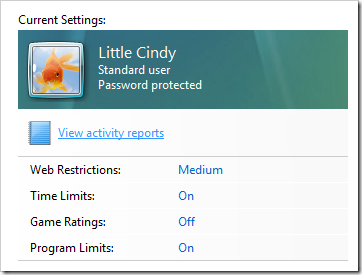 Current Settings:
Little Cindy
Standard user
Password protected
View activity reports
Web Restrictions: Medium
Time Limits: On
Game Ratings: Off
Program Limits: On